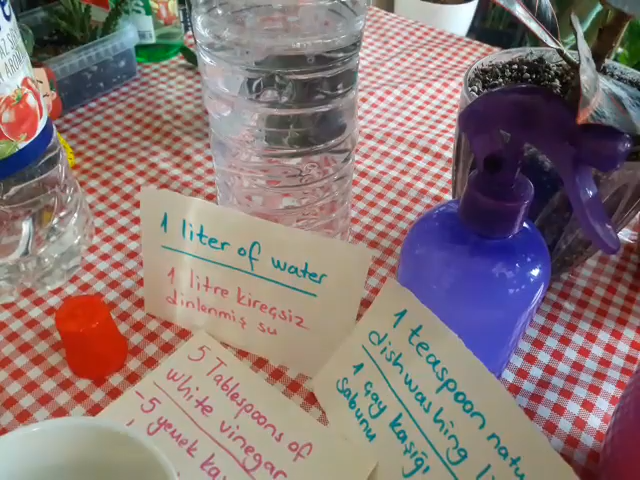 1 liter of water
1 litre kireçsiz
dinlenmiş su
5 Tablespoons of
white vinegar
-5 yemek
1 teaspoon
dishwashing
1 çay kaşığı
sabunu